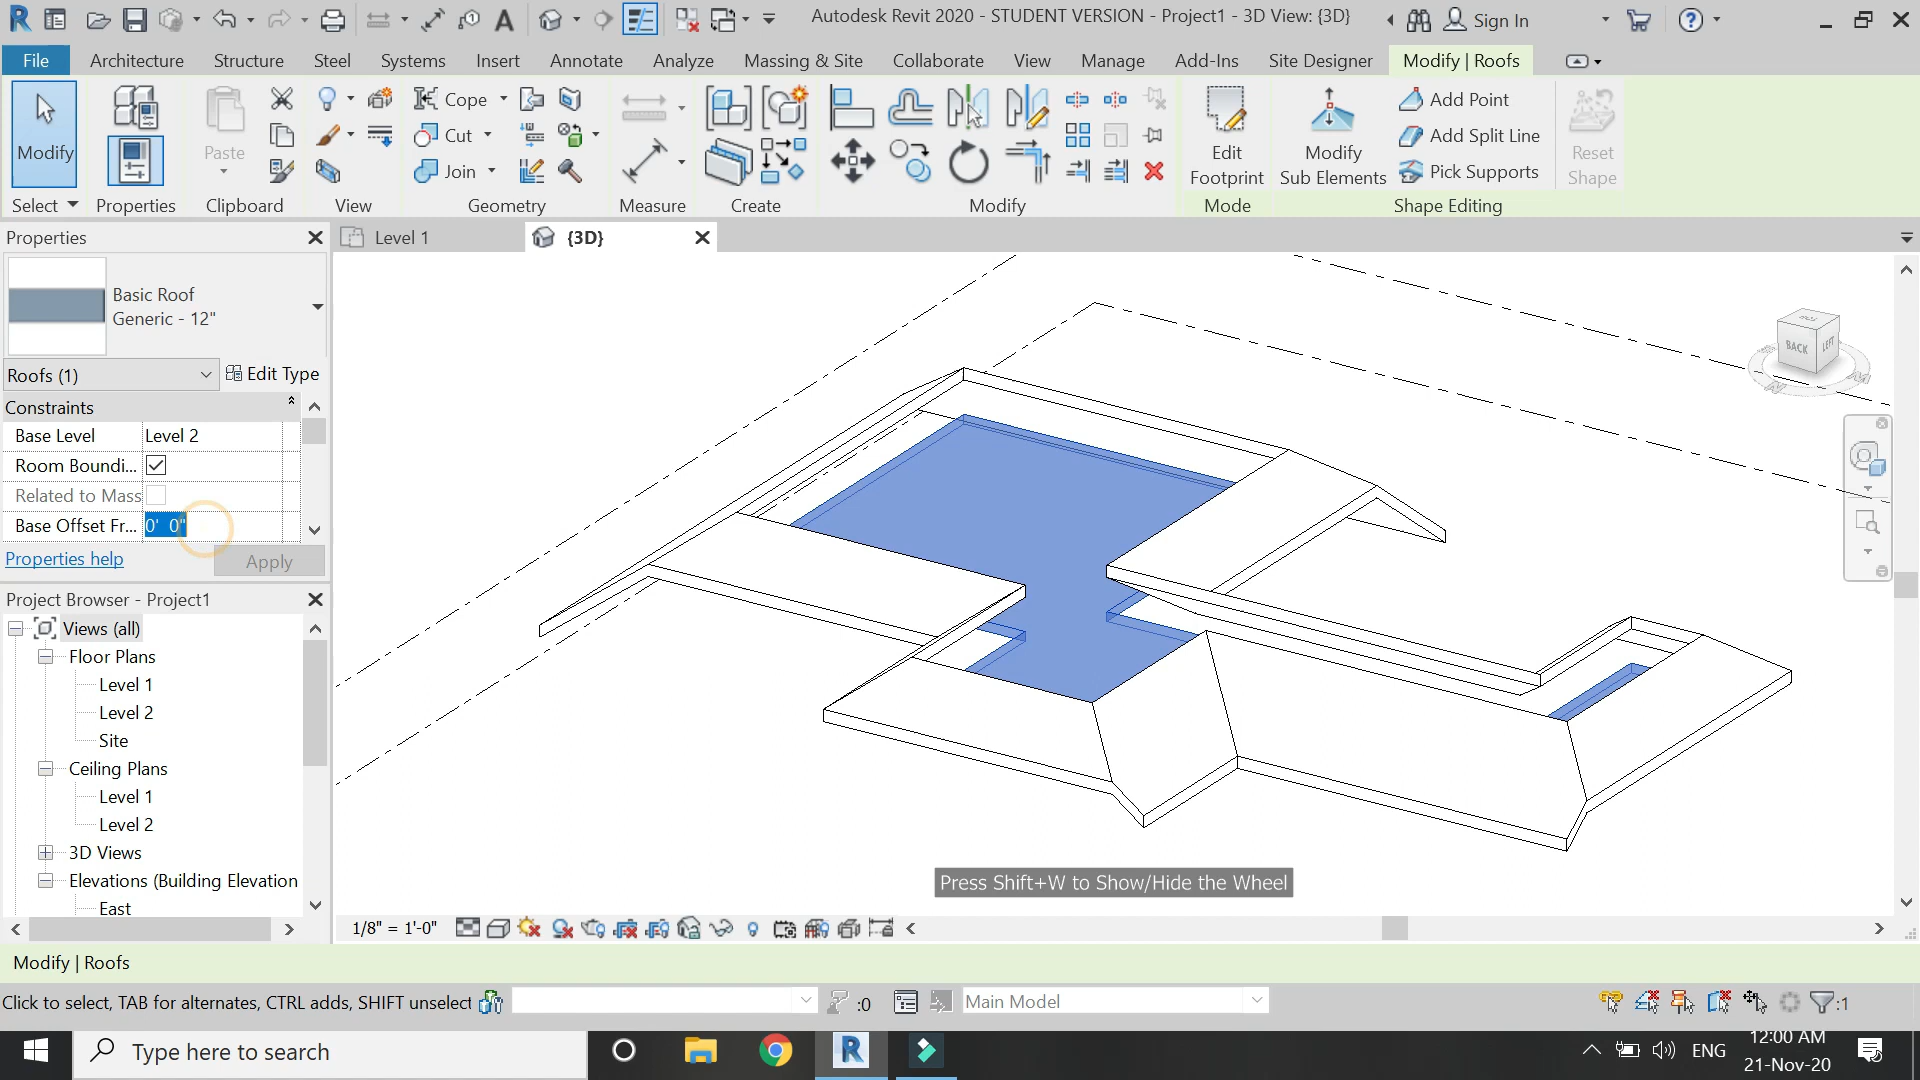 Autodesk Revit 2020 - STUDENT VERSION - Project1 - 3D View: {3D}
Sign In
File
Architecture
Structure
Steel
Systems
Insert
Annotate
Analyze
Massing & Site
Collaborate
View
Manage
Add-Ins
Site Designer
Modify | Roofs
Modify
Paste
Cope
Cut
Join
Edit
Footprint
Modify
Sub Elements
Add Point
Add Split Line
Pick Supports
Reset
Shape
Select
Properties
Clipboard
View
Geometry
Measure
Create
Modify
Mode
Shape Editing
Properties
Level 1
{3D}
Basic Roof
Generic - 12"
Roofs (1)
Edit Type
Constraints
Base Level
Level 2
Room Boundi...
Related to Mass
Base Offset Fr...
0' 0"
Properties help
Apply
BACK
LEFT
Project Browser - Project1
Views (all)
Floor Plans
Level 1
Level 2
Site
Ceiling Plans
Level 1
Level 2
3D Views
Elevations (Building Elevation
East
Press Shift+W to Show/Hide the Wheel
1/8" = 1'-0"
Modify | Roofs
Click to select, TAB for alternates, CTRL adds, SHIFT unselect
:0
Main Model
:1
Type here to search
ENG
12:00 AM
21-Nov-20